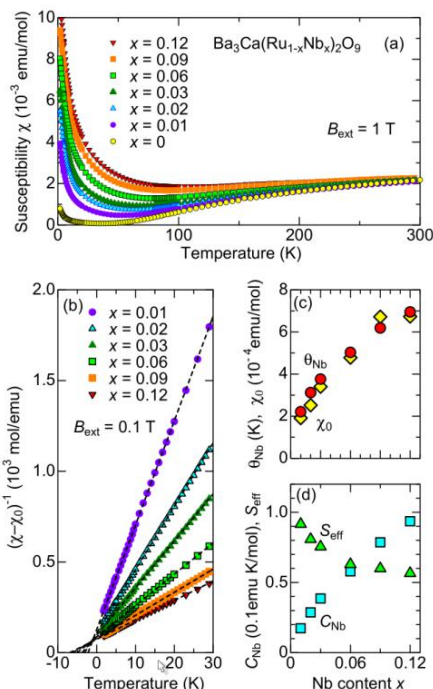 10
8
6
4
2
0
Susceptibility χ (10⁻³ emu/mol)
x = 0.12
x = 0.09
x = 0.06
x = 0.03
x = 0.02
x = 0.01
x = 0
Ba₃Ca(Ru₁₋ₓNbₓ)₂O₉ (a)
B_ext = 1 T
0 100 200 300
Temperature (K)
(b)
2.0
1.5
1.0
0.5
(χ−χ₀)⁻¹ (10³ mol/emu)
x = 0.01
x = 0.02
x = 0.03
x = 0.06
x = 0.09
x = 0.12
B_ext = 0.1 T
-10 0 10 20 30
Temperature (K)
(c)
8
6
4
2
0
θ_Nb (K), χ₀ (10⁻⁴ emu/mol)
θ_Nb
χ₀
(d)
1.0
0.5
0
C_Nb (0.1emu K/mol), S_eff
S_eff
C_Nb
0 0.06 0.12
Nb content x